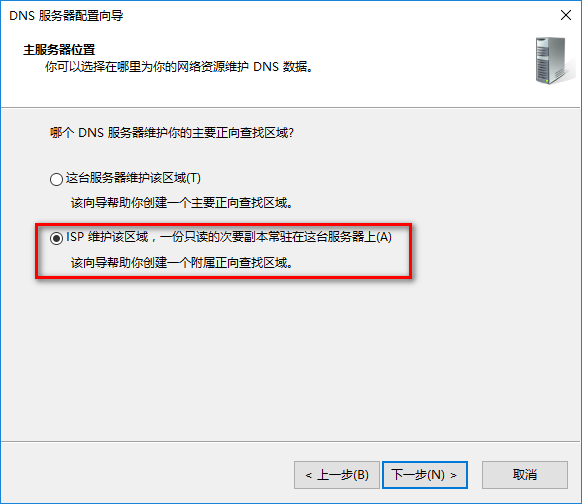 DNS 服务器配置向导
主服务器位置
你可以选择在哪里为你的网络资源维护 DNS 数据。
哪个 DNS 服务器维护你的主要正向查找区域?
这台服务器维护该区域(T)
该向导帮助你创建一个主要正向查找区域。
ISP 维护该区域，一份只读的次要副本常驻在这台服务器上(A)
该向导帮助你创建一个附属正向查找区域。
< 上一步(B) 下一步(N) > 取消